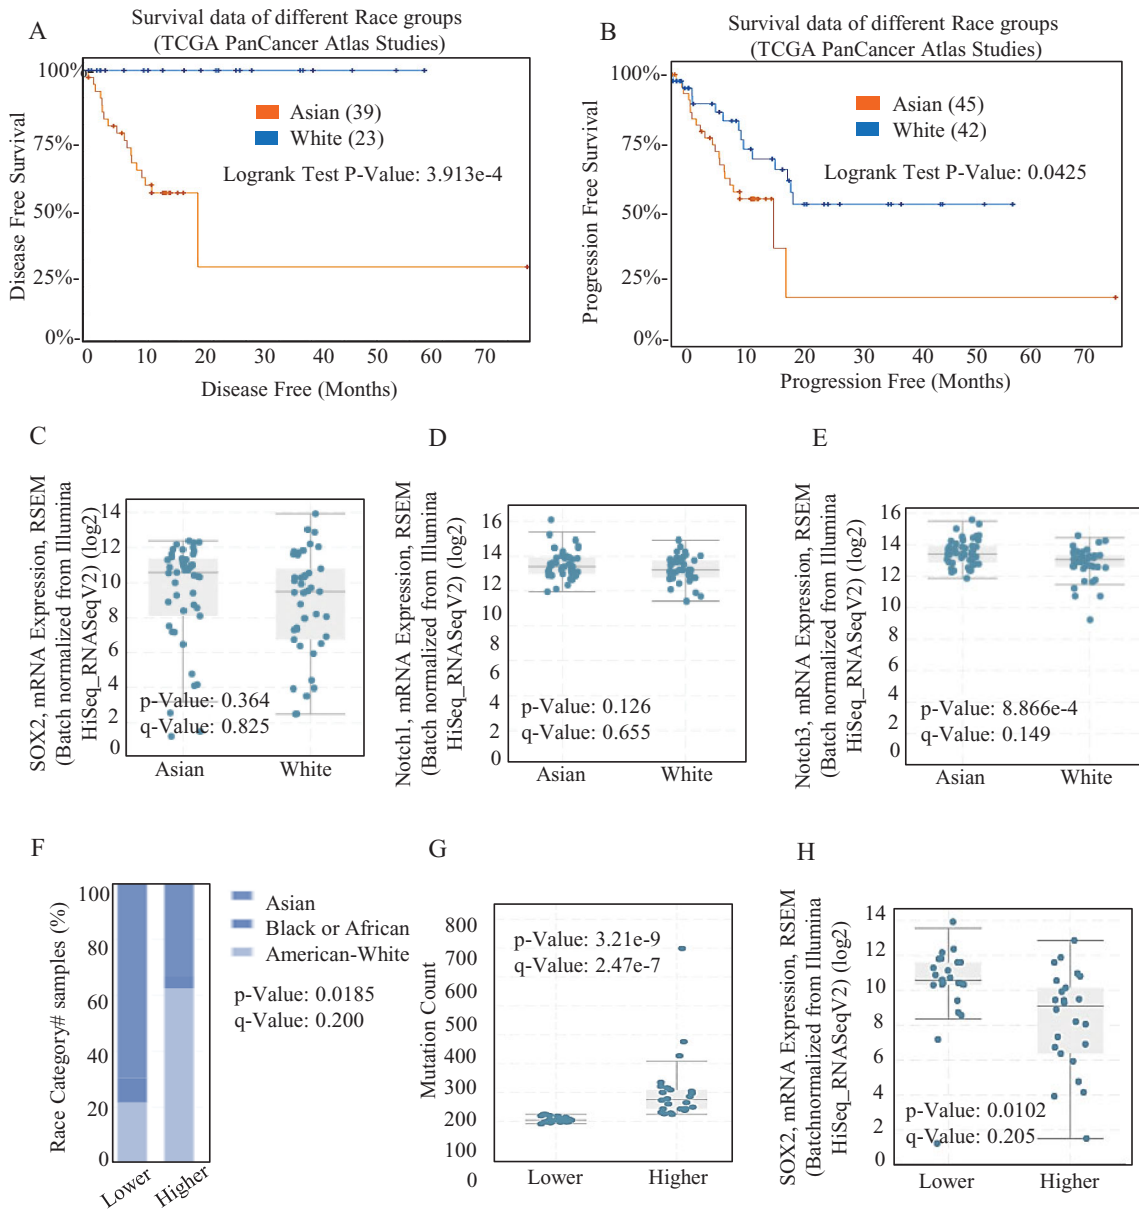 A
Survival data of different Race groups
(TCGA PanCancer Atlas Studies)
Disease Free Survival
100%
75%-
50%-
25%-
0%-
Asian (39)
White (23)
Logrank Test P-Value: 3.913e-4
0 10 20 30 40 50 60 70
Disease Free (Months)
B
Survival data of different Race groups
(TCGA PanCancer Atlas Studies)
Progression Free Survival
100%-
75%-
50%-
25%-
0%-
Asian (45)
White (42)
Logrank Test P-Value: 0.0425
0 10 20 30 40 50 60 70
Progression Free (Months)
C
SOX2, mRNA Expression, RSEM
(Batch normalized from Illumina
HiSeq_RNASeqV2) (log2)
14
12
10
8
6
4
2
0
p-Value: 0.364
q-Value: 0.825
Asian White
D
Notch1, mRNA Expression, RSEM
(Batch normalized from Illumina
HiSeq_RNASeqV2) (log2)
16
14
12
10
8
6
4
2
0
p-Value: 0.126
q-Value: 0.655
Asian White
E
Notch3, mRNA Expression, RSEM
(Batch normalized from Illumina
HiSeq_RNASeqV2) (log2)
16
14
12
10
8
6
4
2
0
p-Value: 8.866e-4
q-Value: 0.149
Asian White
F
Race Category# samples (%)
100
80
60
40
20
0
Lower Higher
Asian
Black or African
American-White
p-Value: 0.0185
q-Value: 0.200
G
Mutation Count
800
700
600
500
400
300
200
100
0
p-Value: 3.21e-9
q-Value: 2.47e-7
Lower Higher
H
SOX2, mRNA Expression, RSEM
(Batchnormalized from Illumina
HiSeq_RNASeqV2) (log2)
14
12
10
8
6
4
2
0
p-Value: 0.0102
q-Value: 0.205
Lower Higher